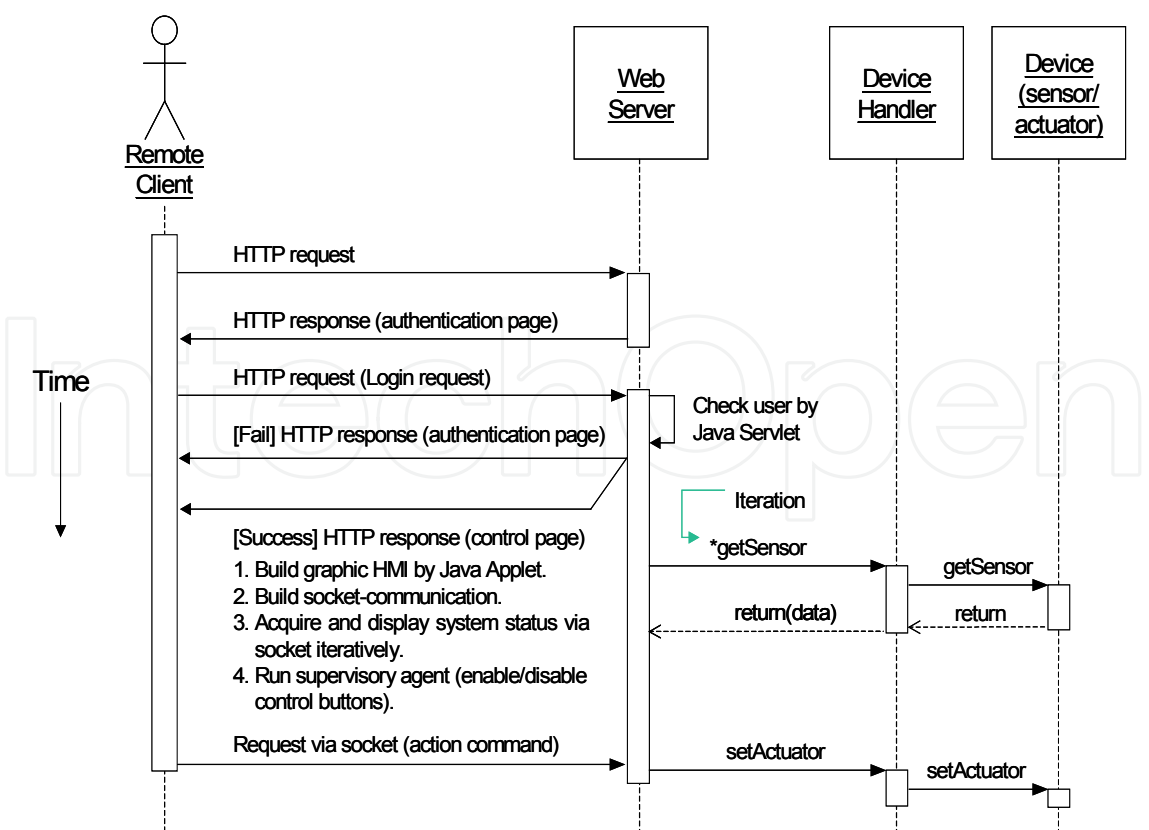 Remote
Client
Web
Server
Device
Handler
Device
(sensor/
actuator)
HTTP request
HTTP response (authentication page)
Time
HTTP request (Login request)
Check user by
Java Servlet
[Fail] HTTP response (authentication page)
Iteration
[Success] HTTP response (control page)
*getSensor
1. Build graphic HMI by Java Applet.
2. Build socket-communication.
3. Acquire and display system status via
socket iteratively.
4. Run supervisory agent (enable/disable
control buttons).
getSensor
return(data)
return
Request via socket (action command)
setActuator
setActuator
IntechOpen